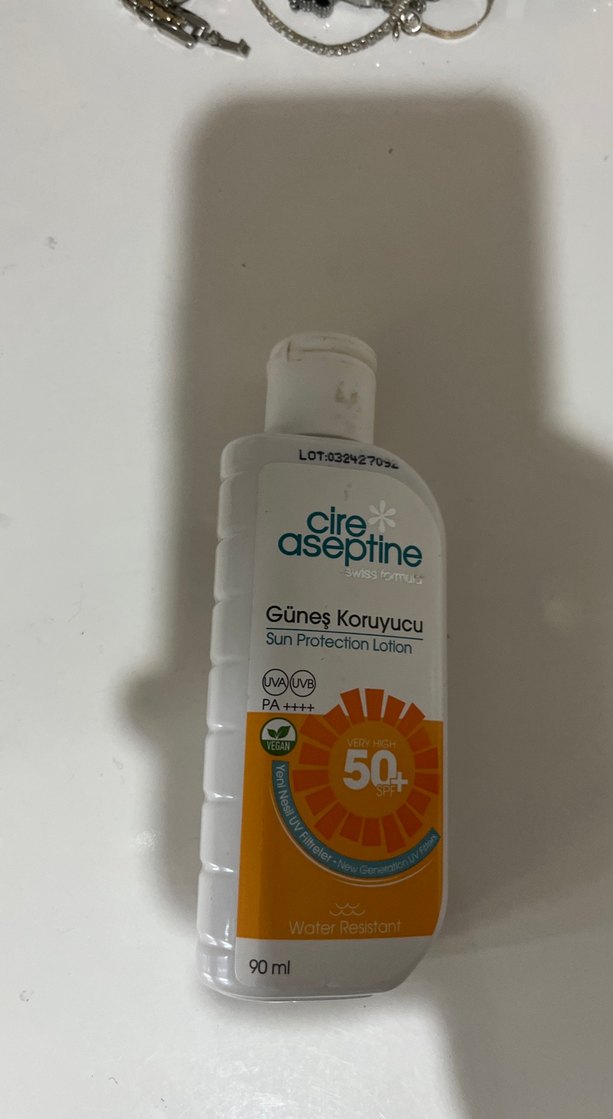 LOT:032427092
cire
aseptine
swiss formula
Güneş Koruyucu
Sun Protection Lotion
UVA UVB
PA ++++
VEGAN
VERY HIGH
50+
SPF
Yeni Nesil UV Filtreler - New Generation UV Filters
Water Resistant
90 ml